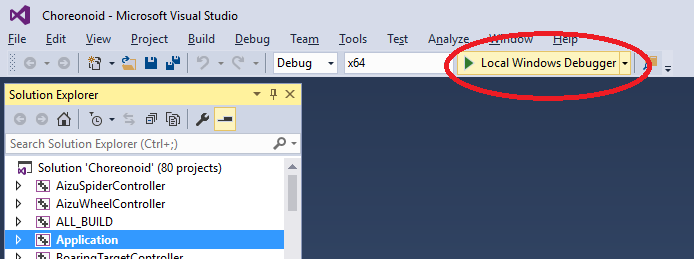 Choreonoid - Microsoft Visual Studio
File Edit View Project Build Debug Team Tools Test Analyze Window Help
Debug x64 Local Windows Debugger
Solution Explorer
Search Solution Explorer (Ctrl+;)
Solution 'Choreonoid' (80 projects)
AizuSpiderController
AizuWheelController
ALL_BUILD
Application
BoaringTargetController